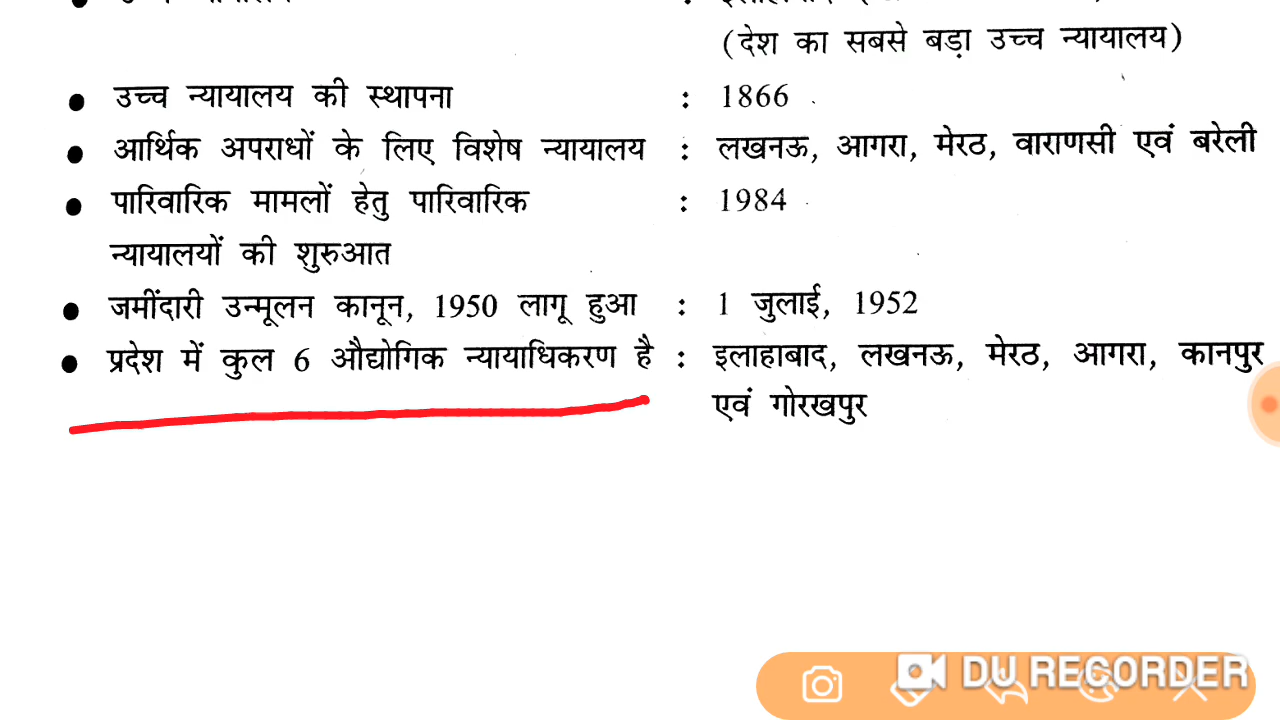 (देश का सबसे बड़ा उच्च न्यायालय)
● उच्च न्यायालय की स्थापना : 1866
● आर्थिक अपराधों के लिए विशेष न्यायालय : लखनऊ, आगरा, मेरठ, वाराणसी एवं बरेली
● पारिवारिक मामलों हेतु पारिवारिक : 1984
न्यायालयों की शुरुआत
● जमींदारी उन्मूलन कानून, 1950 लागू हुआ : 1 जुलाई, 1952
● प्रदेश में कुल 6 औद्योगिक न्यायाधिकरण है : इलाहाबाद, लखनऊ, मेरठ, आगरा, कानपुर
एवं गोरखपुर
DU RECORDER